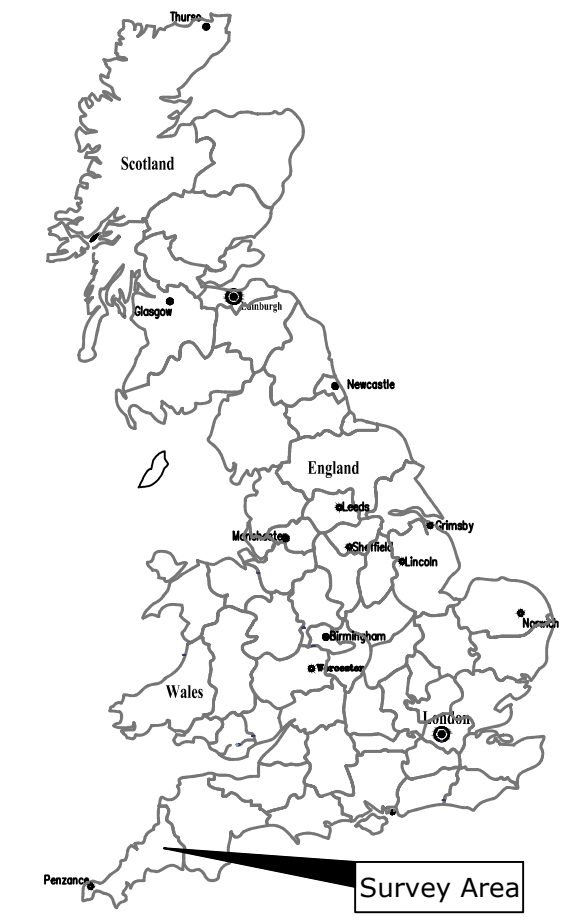 Thurso
Scotland
Edinburgh
Glasgow
Newcastle
England
Leeds
Grimsby
Manchester
Sheffield
Lincoln
Norwich
Birmingham
Worcester
Wales
London
Penzance
Survey Area